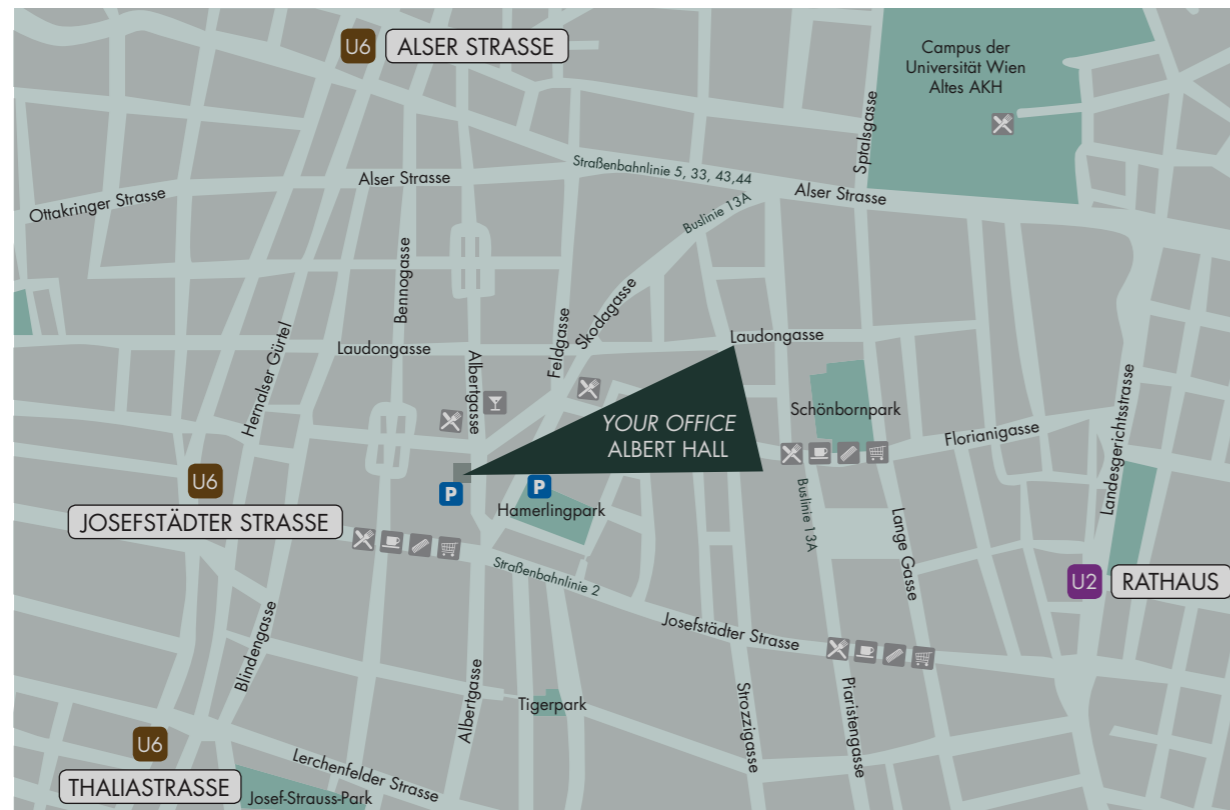 U6 ALSER STRASSE
Campus der
Universität Wien
Altes AKH
Sptalsgasse
Straßenbahnlinie 5, 33, 43,44
Alser Strasse
Alser Strasse
Ottakringer Strasse
Buslinie 13A
Bennogasse
Skodagasse
Feldgasse
Hernalser Gürtel
Laudongasse
Laudongasse
Albertgasse
Landesgerichtsstrasse
Schönbornpark
YOUR OFFICE
ALBERT HALL
Florianigasse
U6
JOSEFSTÄDTER STRASSE
P
P
Hamerlingpark
Buslinie 13A
Lange Gasse
Straßenbahnlinie 2
U2 RATHAUS
Josefstädter Strasse
Blindengasse
Albertgasse
Tigerpark
Strozzigasse
Piaristengasse
U6
THALIASTRASSE
Lerchenfelder Strasse
Josef-Strauss-Park